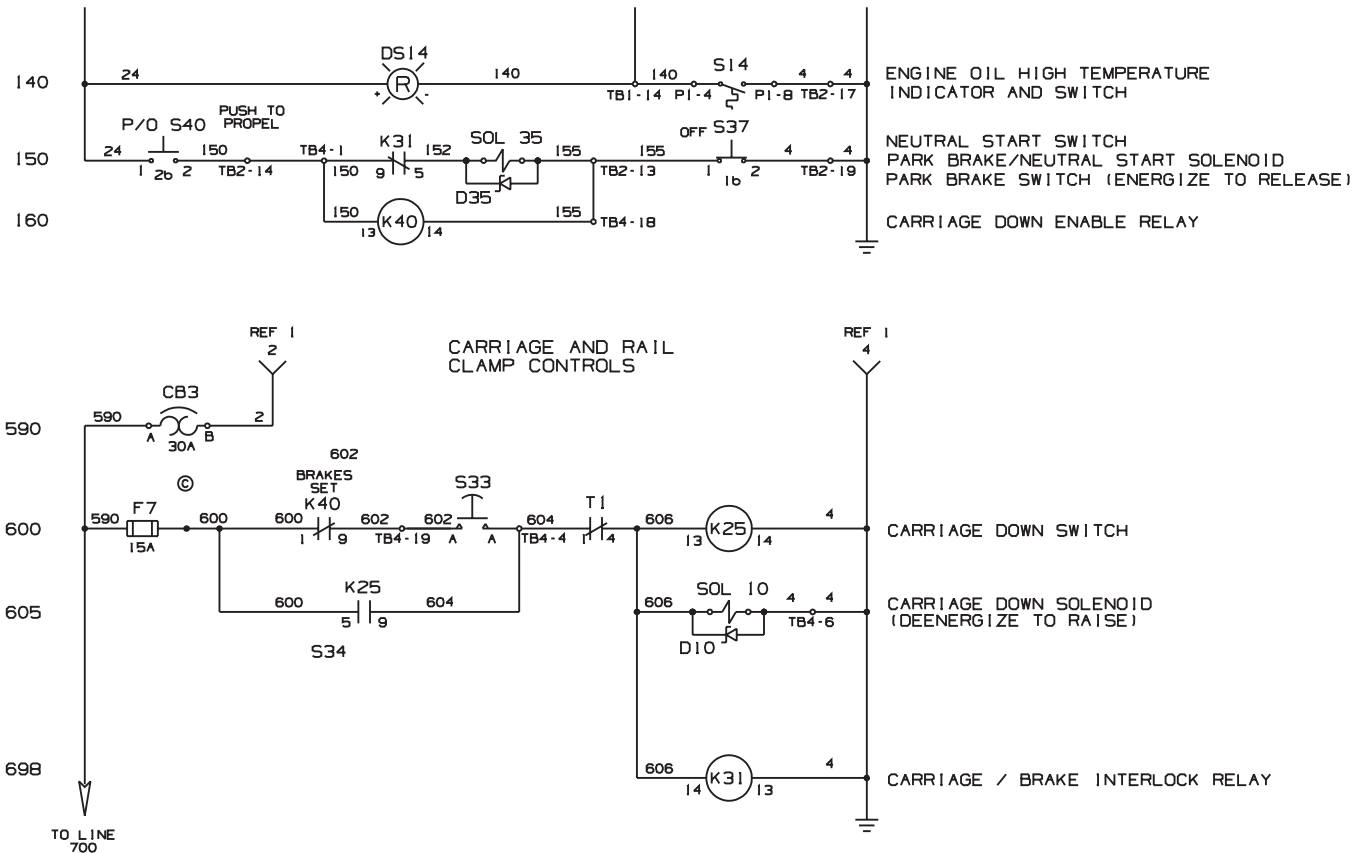 DS14
140 24 R 140 140 S14 4 4 ENGINE OIL HIGH TEMPERATURE
+ - TB1-14 P1-4 P1-8 TB2-17 INDICATOR AND SWITCH
PUSH TO
PROPEL
P/O S40 K31 SOL 35 OFF S37 NEUTRAL START SWITCH
150 24 150 TB4-1 152 155 155 4 4 PARK BRAKE/NEUTRAL START SOLENOID
1 2b 2 TB2-14 150 9 5 TB2-13 1 1b 2 TB2-19 PARK BRAKE SWITCH (ENERGIZE TO RELEASE)
D35
160 150 K40 155 TB4-18 CARRIAGE DOWN ENABLE RELAY
13 14
REF 1 REF 1
2 4
CARRIAGE AND RAIL
CLAMP CONTROLS
CB3
590 590 2
A 30A B
602
BRAKES
SET
© K40 S33
F7 T1
600 590 600 600 602 602 604 606 K25 4 CARRIAGE DOWN SWITCH
15A 1 9 TB4-19 A A TB4-4 1 4 13 14
K25 SOL 10
605 600 604 606 4 4 CARRIAGE DOWN SOLENOID
5 9 TB4-6 (DEENERGIZE TO RAISE)
S34 D10
698 606 K31 4 CARRIAGE / BRAKE INTERLOCK RELAY
14 13
TO LINE
700